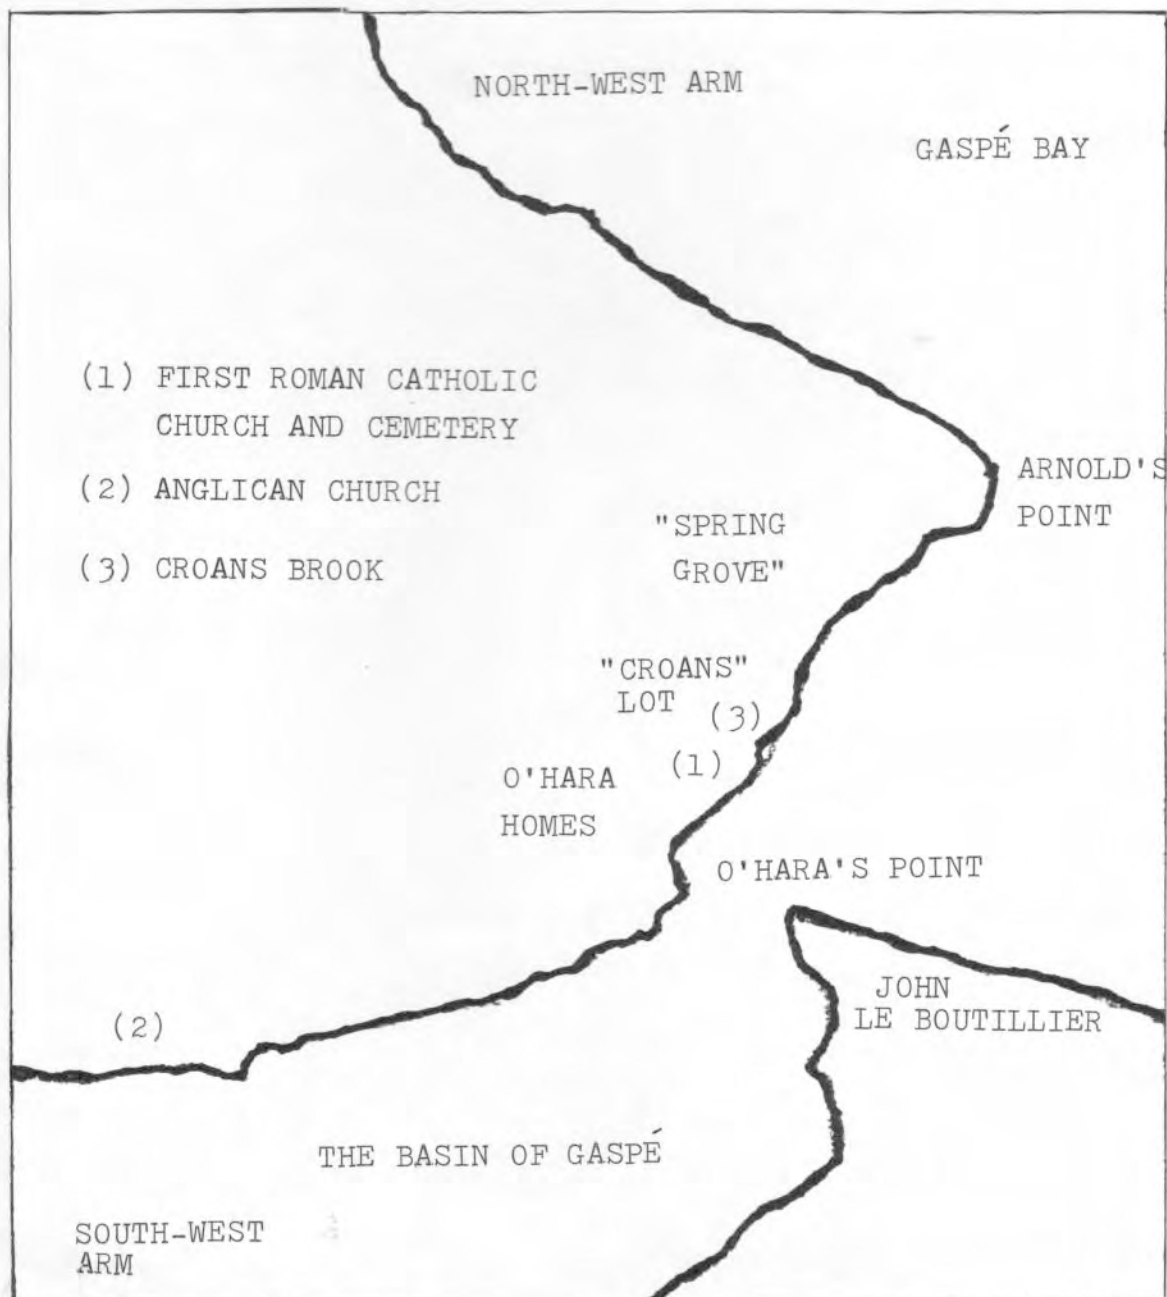 NORTH-WEST ARM
GASPÉ BAY
(1) FIRST ROMAN CATHOLIC
CHURCH AND CEMETERY
(2) ANGLICAN CHURCH
(3) CROANS BROOK
ARNOLD'S
POINT
"SPRING
GROVE"
"CROANS"
LOT
(3)
(1)
O'HARA
HOMES
O'HARA'S POINT
JOHN
LE BOUTILLIER
(2)
THE BASIN OF GASPÉ
SOUTH-WEST
ARM